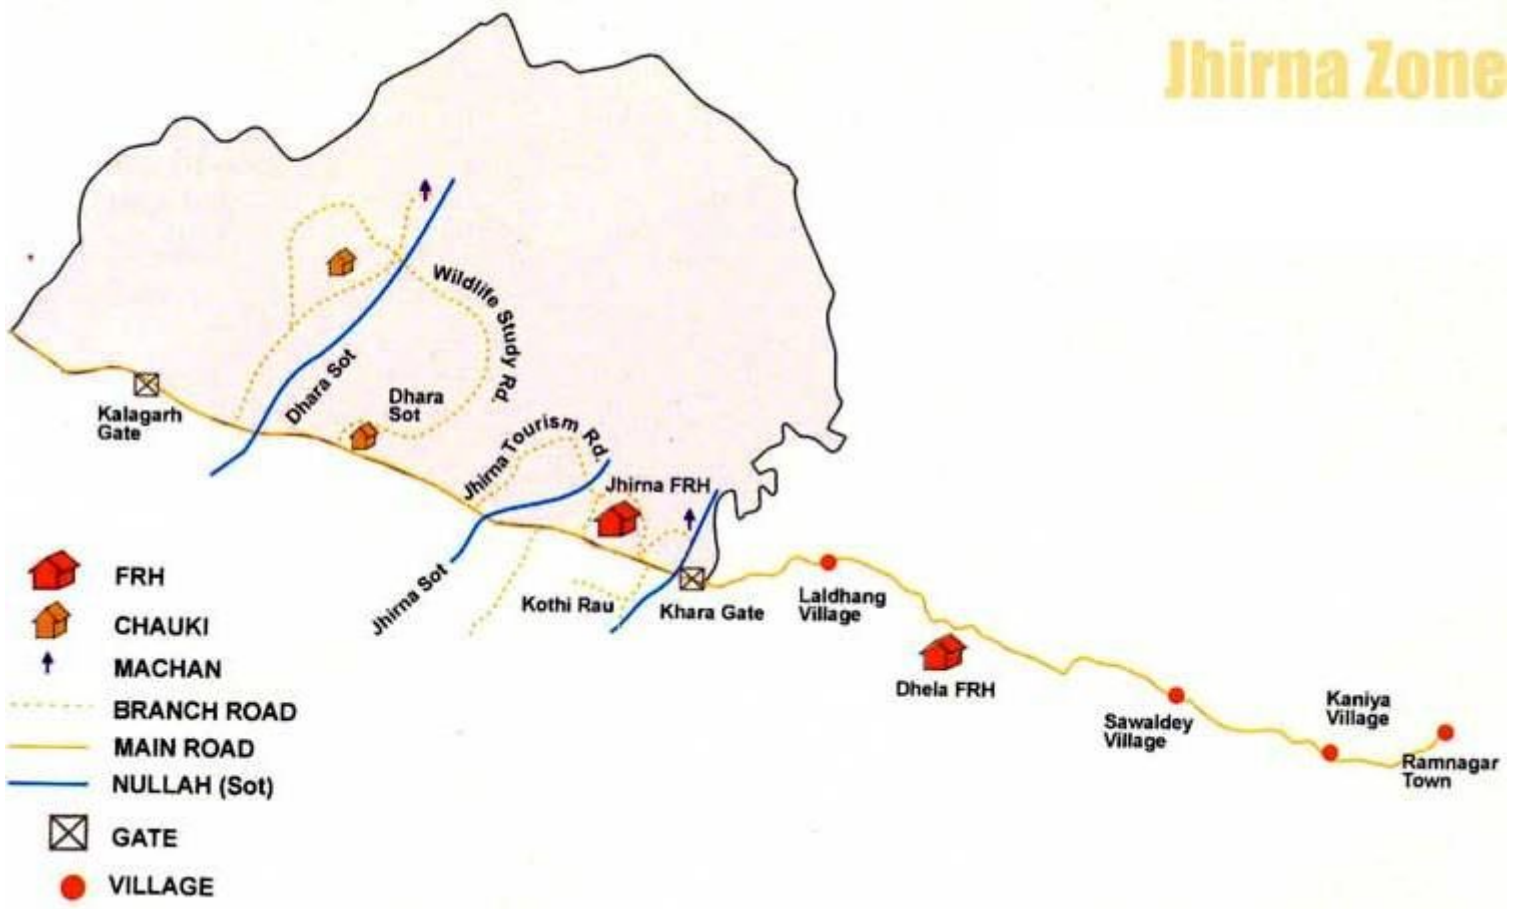 Jhirna Zone
Wildlife Study Rd.
Dhara Sot
Dhara
Sot
Kalagarh
Gate
Jhirna Tourism Rd.
Jhirna FRH
Jhirna Sot
Kothi Rau
Khara Gate
Laldhang
Village
Dhela FRH
Sawaldey
Village
Kaniya
Village
Ramnagar
Town
FRH
CHAUKI
MACHAN
BRANCH ROAD
MAIN ROAD
NULLAH (Sot)
GATE
VILLAGE